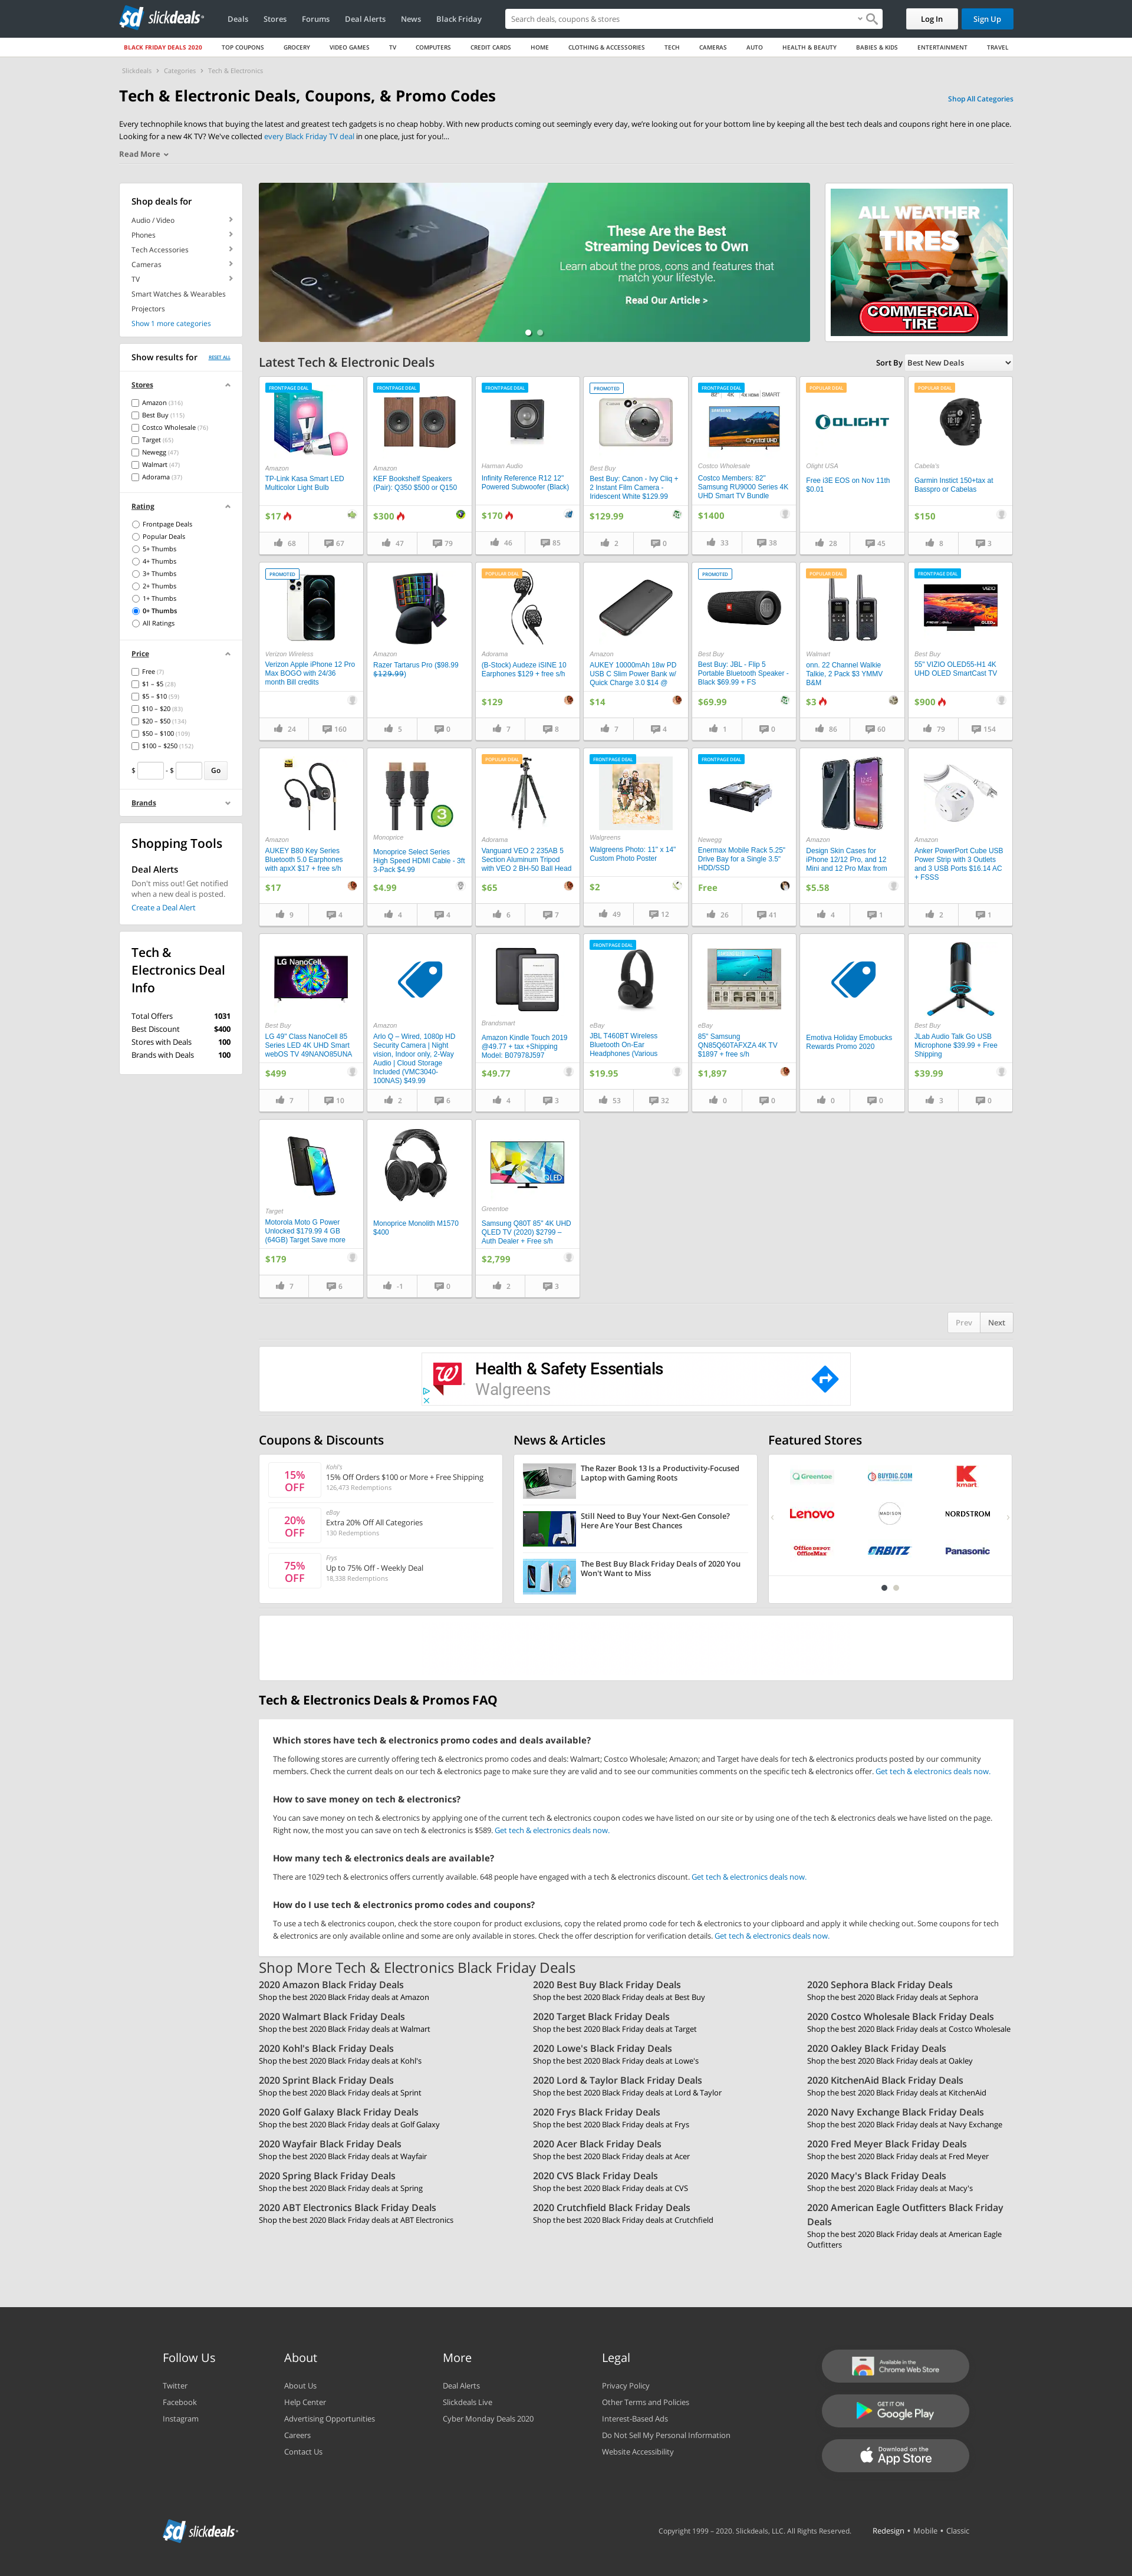 sd slickdeals
Deals
Stores
Forums
Deal Alerts
News
Black Friday
Search deals, coupons & stores
Log In
Sign Up
BLACK FRIDAY DEALS 2020
TOP COUPONS
GROCERY
VIDEO GAMES
TV
COMPUTERS
CREDIT CARDS
HOME
CLOTHING & ACCESSORIES
TECH
CAMERAS
AUTO
HEALTH & BEAUTY
BABIES & KIDS
ENTERTAINMENT
TRAVEL
Slickdeals > Categories > Tech & Electronics
Tech & Electronic Deals, Coupons, & Promo Codes
Shop All Categories
Every technophile knows that buying the latest and greatest tech gadgets is no cheap hobby. With new products coming out seemingly every day, we're looking out for your bottom line by keeping all the best tech deals and coupons right here in one place.
Looking for a new 4K TV? We've collected every Black Friday TV deal in one place, just for you!...
Read More
Shop deals for
Audio / Video
Phones
Tech Accessories
Cameras
TV
Smart Watches & Wearables
Projectors
Show 1 more categories
Show results for
RESET ALL
Stores
Amazon (316)
Best Buy (115)
Costco Wholesale (76)
Target (65)
Newegg (47)
Walmart (47)
Adorama (37)
Rating
Frontpage Deals
Popular Deals
5+ Thumbs
4+ Thumbs
3+ Thumbs
2+ Thumbs
1+ Thumbs
0+ Thumbs
All Ratings
Price
Free (7)
$1 – $5 (28)
$5 – $10 (59)
$10 – $20 (83)
$20 – $50 (134)
$50 – $100 (109)
$100 – $250 (152)
$ - $ Go
Brands
Shopping Tools
Deal Alerts
Don't miss out! Get notified
when a new deal is posted.
Create a Deal Alert
Tech &
Electronics Deal
Info
Total Offers 1031
Best Discount $400
Stores with Deals 100
Brands with Deals 100
These Are the Best
Streaming Devices to Own
Learn about the pros, cons and features that
match your lifestyle.
Read Our Article >
ALL WEATHER
TIRES
COMMERCIAL
TIRE
Latest Tech & Electronic Deals
Sort By Best New Deals
FRONTPAGE DEAL
Amazon
TP-Link Kasa Smart LED
Multicolor Light Bulb
$17
68 67
FRONTPAGE DEAL
Amazon
KEF Bookshelf Speakers
(Pair): Q350 $500 or Q150
$300
47 79
FRONTPAGE DEAL
Harman Audio
Infinity Reference R12 12"
Powered Subwoofer (Black)
$170
46 85
PROMOTED
Best Buy
Best Buy: Canon - Ivy Cliq +
2 Instant Film Camera -
Iridescent White $129.99
$129.99
2 0
FRONTPAGE DEAL
82" 4K 4X HDMI SMART
SAMSUNG
Crystal UHD
Costco Wholesale
Costco Members: 82"
Samsung RU9000 Series 4K
UHD Smart TV Bundle
$1400
33 38
POPULAR DEAL
OLIGHT
Olight USA
Free i3E EOS on Nov 11th
$0.01
28 45
POPULAR DEAL
Cabela's
Garmin Instict 150+tax at
Basspro or Cabelas
$150
8 3
PROMOTED
Verizon Wireless
Verizon Apple iPhone 12 Pro
Max BOGO with 24/36
month Bill credits
24 160
Amazon
Razer Tartarus Pro ($98.99
$129.99)
5 0
POPULAR DEAL
Adorama
(B-Stock) Audeze iSINE 10
Earphones $129 + free s/h
$129
7 8
Amazon
AUKEY 10000mAh 18w PD
USB C Slim Power Bank w/
Quick Charge 3.0 $14 @
$14
7 4
PROMOTED
Best Buy
Best Buy: JBL - Flip 5
Portable Bluetooth Speaker -
Black $69.99 + FS
$69.99
1 0
POPULAR DEAL
Walmart
onn. 22 Channel Walkie
Talkie, 2 Pack $3 YMMV
B&M
$3
86 60
FRONTPAGE DEAL
VIZIO
OLED
Best Buy
55" VIZIO OLED55-H1 4K
UHD OLED SmartCast TV
$900
79 154
Amazon
AUKEY B80 Key Series
Bluetooth 5.0 Earphones
with apxX $17 + free s/h
$17
9 4
3
Monoprice
Monoprice Select Series
High Speed HDMI Cable - 3ft
3-Pack $4.99
$4.99
4 4
POPULAR DEAL
Adorama
Vanguard VEO 2 235AB 5
Section Aluminum Tripod
with VEO 2 BH-50 Ball Head
$65
6 7
FRONTPAGE DEAL
Walgreens
Walgreens Photo: 11" x 14"
Custom Photo Poster
$2
49 12
FRONTPAGE DEAL
Newegg
Enermax Mobile Rack 5.25"
Drive Bay for a Single 3.5"
HDD/SSD
Free
26 41
Amazon
Design Skin Cases for
iPhone 12/12 Pro, and 12
Mini and 12 Pro Max from
$5.58
4 1
Amazon
Anker PowerPort Cube USB
Power Strip with 3 Outlets
and 3 USB Ports $16.14 AC
+ FSSS
2 1
LG NanoCell
Best Buy
LG 49" Class NanoCell 85
Series LED 4K UHD Smart
webOS TV 49NANO85UNA
$499
7 10
Amazon
Arlo Q – Wired, 1080p HD
Security Camera | Night
vision, Indoor only, 2-Way
Audio | Cloud Storage
Included (VMC3040-
100NAS) $49.99
2 6
Brandsmart
Amazon Kindle Touch 2019
@49.77 + tax +Shipping
Model: B07978J597
$49.77
4 3
FRONTPAGE DEAL
eBay
JBL T460BT Wireless
Bluetooth On-Ear
Headphones (Various
$19.95
53 32
eBay
85" Samsung
QN85Q60TAFXZA 4K TV
$1897 + free s/h
$1,897
0 0
Emotiva Holiday Emobucks
Rewards Promo 2020
0 0
Best Buy
JLab Audio Talk Go USB
Microphone $39.99 + Free
Shipping
$39.99
3 0
Target
Motorola Moto G Power
Unlocked $179.99 4 GB
(64GB) Target Save more
$179
7 6
Monoprice Monolith M1570
$400
-1 0
QLED
Greentoe
Samsung Q80T 85" 4K UHD
QLED TV (2020) $2799 –
Auth Dealer + Free s/h
$2,799
2 3
Prev Next
Health & Safety Essentials
Walgreens
Coupons & Discounts
15%
OFF
Kohl's
15% Off Orders $100 or More + Free Shipping
126,473 Redemptions
20%
OFF
eBay
Extra 20% Off All Categories
130 Redemptions
75%
OFF
Frys
Up to 75% Off - Weekly Deal
18,338 Redemptions
News & Articles
The Razer Book 13 Is a Productivity-Focused
Laptop with Gaming Roots
Still Need to Buy Your Next-Gen Console?
Here Are Your Best Chances
The Best Buy Black Friday Deals of 2020 You
Won't Want to Miss
Featured Stores
Greentoe
BUYDIG.COM
kmart
Lenovo
MADISON
NORDSTROM
Office DEPOT
OfficeMax
ORBITZ
Panasonic
Tech & Electronics Deals & Promos FAQ
Which stores have tech & electronics promo codes and deals available?
The following stores are currently offering tech & electronics promo codes and deals: Walmart; Costco Wholesale; Amazon; and Target have deals for tech & electronics products posted by our community
members. Check the current deals on our tech & electronics page to make sure they are valid and to see our communities comments on the specific tech & electronics offer. Get tech & electronics deals now.
How to save money on tech & electronics?
You can save money on tech & electronics by applying one of the current tech & electronics coupon codes we have listed on our site or by using one of the tech & electronics deals we have listed on the page.
Right now, the most you can save on tech & electronics is $589. Get tech & electronics deals now.
How many tech & electronics deals are available?
There are 1029 tech & electronics offers currently available. 648 people have engaged with a tech & electronics discount. Get tech & electronics deals now.
How do I use tech & electronics promo codes and coupons?
To use a tech & electronics coupon, check the store coupon for product exclusions, copy the related promo code for tech & electronics to your clipboard and apply it while checking out. Some coupons for tech
& electronics are only available online and some are only available in stores. Check the offer description for verification details. Get tech & electronics deals now.
Shop More Tech & Electronics Black Friday Deals
2020 Amazon Black Friday Deals
Shop the best 2020 Black Friday deals at Amazon
2020 Best Buy Black Friday Deals
Shop the best 2020 Black Friday deals at Best Buy
2020 Sephora Black Friday Deals
Shop the best 2020 Black Friday deals at Sephora
2020 Walmart Black Friday Deals
Shop the best 2020 Black Friday deals at Walmart
2020 Target Black Friday Deals
Shop the best 2020 Black Friday deals at Target
2020 Costco Wholesale Black Friday Deals
Shop the best 2020 Black Friday deals at Costco Wholesale
2020 Kohl's Black Friday Deals
Shop the best 2020 Black Friday deals at Kohl's
2020 Lowe's Black Friday Deals
Shop the best 2020 Black Friday deals at Lowe's
2020 Oakley Black Friday Deals
Shop the best 2020 Black Friday deals at Oakley
2020 Sprint Black Friday Deals
Shop the best 2020 Black Friday deals at Sprint
2020 Lord & Taylor Black Friday Deals
Shop the best 2020 Black Friday deals at Lord & Taylor
2020 KitchenAid Black Friday Deals
Shop the best 2020 Black Friday deals at KitchenAid
2020 Golf Galaxy Black Friday Deals
Shop the best 2020 Black Friday deals at Golf Galaxy
2020 Frys Black Friday Deals
Shop the best 2020 Black Friday deals at Frys
2020 Navy Exchange Black Friday Deals
Shop the best 2020 Black Friday deals at Navy Exchange
2020 Wayfair Black Friday Deals
Shop the best 2020 Black Friday deals at Wayfair
2020 Acer Black Friday Deals
Shop the best 2020 Black Friday deals at Acer
2020 Fred Meyer Black Friday Deals
Shop the best 2020 Black Friday deals at Fred Meyer
2020 Spring Black Friday Deals
Shop the best 2020 Black Friday deals at Spring
2020 CVS Black Friday Deals
Shop the best 2020 Black Friday deals at CVS
2020 Macy's Black Friday Deals
Shop the best 2020 Black Friday deals at Macy's
2020 ABT Electronics Black Friday Deals
Shop the best 2020 Black Friday deals at ABT Electronics
2020 Crutchfield Black Friday Deals
Shop the best 2020 Black Friday deals at Crutchfield
2020 American Eagle Outfitters Black Friday
Deals
Shop the best 2020 Black Friday deals at American Eagle
Outfitters
Follow Us
Twitter
Facebook
Instagram
About
About Us
Help Center
Advertising Opportunities
Careers
Contact Us
More
Deal Alerts
Slickdeals Live
Cyber Monday Deals 2020
Legal
Privacy Policy
Other Terms and Policies
Interest-Based Ads
Do Not Sell My Personal Information
Website Accessibility
Available in the
Chrome Web Store
GET IT ON
Google Play
Download on the
App Store
sd slickdeals
Copyright 1999 – 2020. Slickdeals, LLC. All Rights Reserved.
Redesign • Mobile • Classic